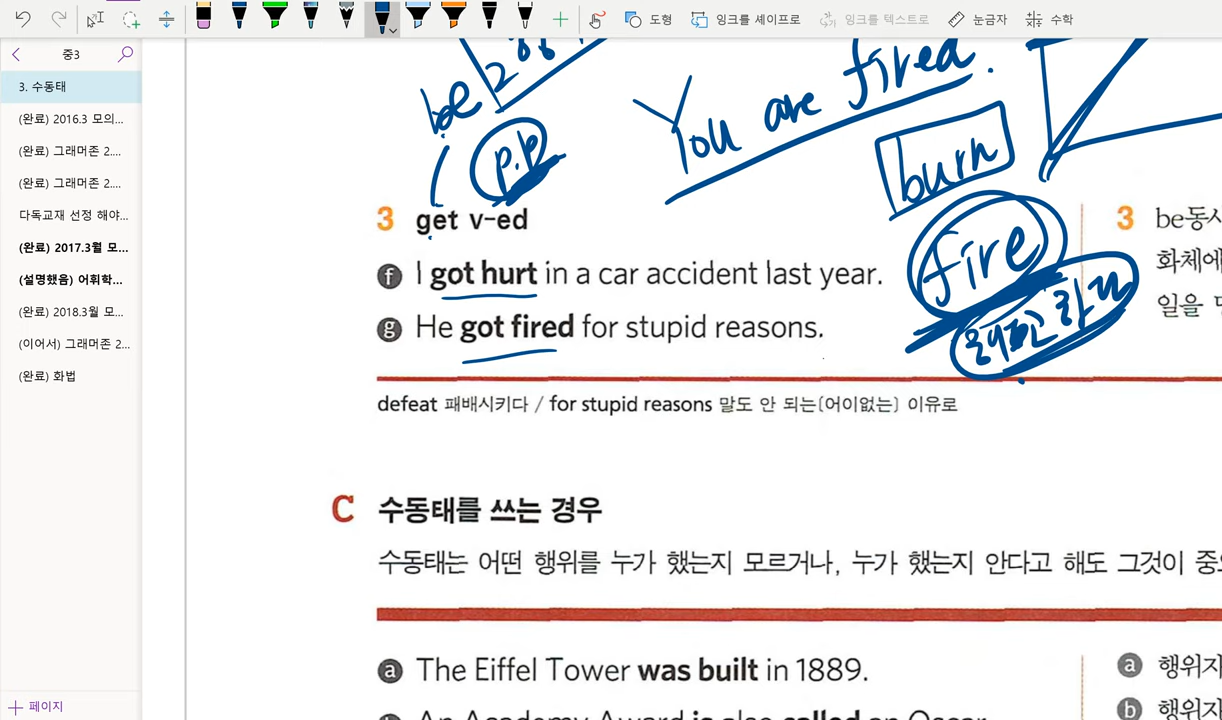 도형
잉크를 셰이프로
잉크를 텍스트로
눈금자
수학
중3
3. 수동태
(완료) 2016.3 모의...
(완료) 그래머존 2....
(완료) 그래머존 2....
다독교재 선정 해야...
(완료) 2017.3월 모...
(설명했음) 어휘학...
(완료) 2018.3월 모...
(이어서) 그래머존 2...
(완료) 화법
페이지
be
p.p
You are fired.
burn
fire
3 get v-ed
f I got hurt in a car accident last year.
g He got fired for stupid reasons.
3 be동사
화체에
일을
defeat 패배시키다 / for stupid reasons 말도 안 되는(어이없는) 이유로
C 수동태를 쓰는 경우
수동태는 어떤 행위를 누가 했는지 모르거나, 누가 했는지 안다고 해도 그것이 중요
a The Eiffel Tower was built in 1889.
a 행위자
An Academy Award is also called an Oscar
b 행위자